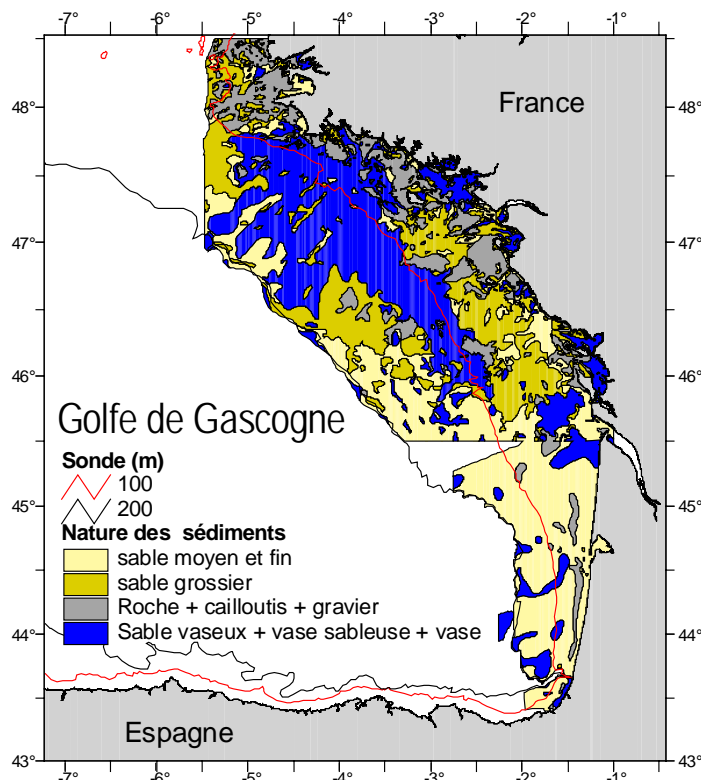 -7° -6° -5° -4° -3° -2° -1°
48°
France
47°
46°
Golfe de Gascogne
Sonde (m)
100
200
45°
Nature des sédiments
sable moyen et fin
sable grossier
Roche + cailloutis + gravier
Sable vaseux + vase sableuse + vase
44°
Espagne
43°
48°
47°
46°
45°
44°
43°
-7° -6° -5° -4° -3° -2° -1°